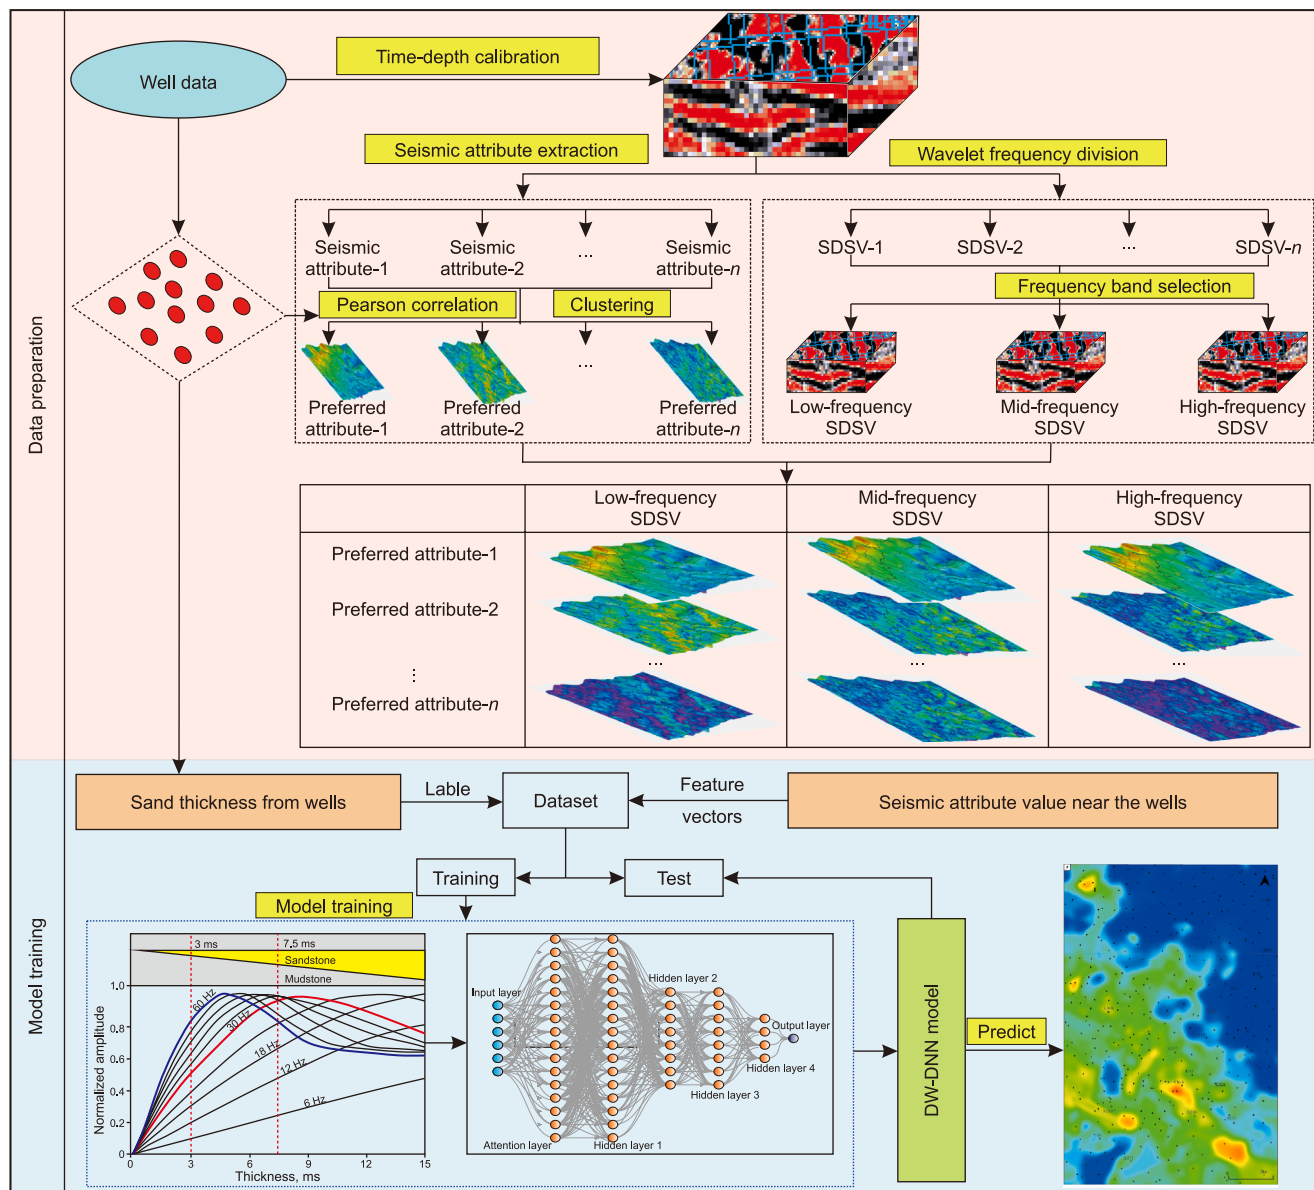 Data preparation
Well data
Time-depth calibration
Seismic attribute extraction
Wavelet frequency division
Seismic attribute-1
Seismic attribute-2
...
Seismic attribute-n
SDSV-1
SDSV-2
...
SDSV-n
Pearson correlation
Clustering
Frequency band selection
Preferred attribute-1
Preferred attribute-2
...
Preferred attribute-n
Low-frequency SDSV
Mid-frequency SDSV
High-frequency SDSV
Low-frequency SDSV
Mid-frequency SDSV
High-frequency SDSV
Preferred attribute-1
Preferred attribute-2
...
... 
...
...
Preferred attribute-n
Model training
Sand thickness from wells
Lable
Dataset
Feature vectors
Seismic attribute value near the wells
Training
Test
Model training
3 ms
7.5 ms
Sandstone
Mudstone
Normalized amplitude
1.0
0.8
0.6
0.4
0.2
0
60 Hz
30 Hz
18 Hz
12 Hz
6 Hz
0
3
6
9
12
15
Thickness, ms
Input layer
Attention layer
Hidden layer 1
Hidden layer 2
Hidden layer 3
Hidden layer 4
Output layer
DW-DNN model
Predict